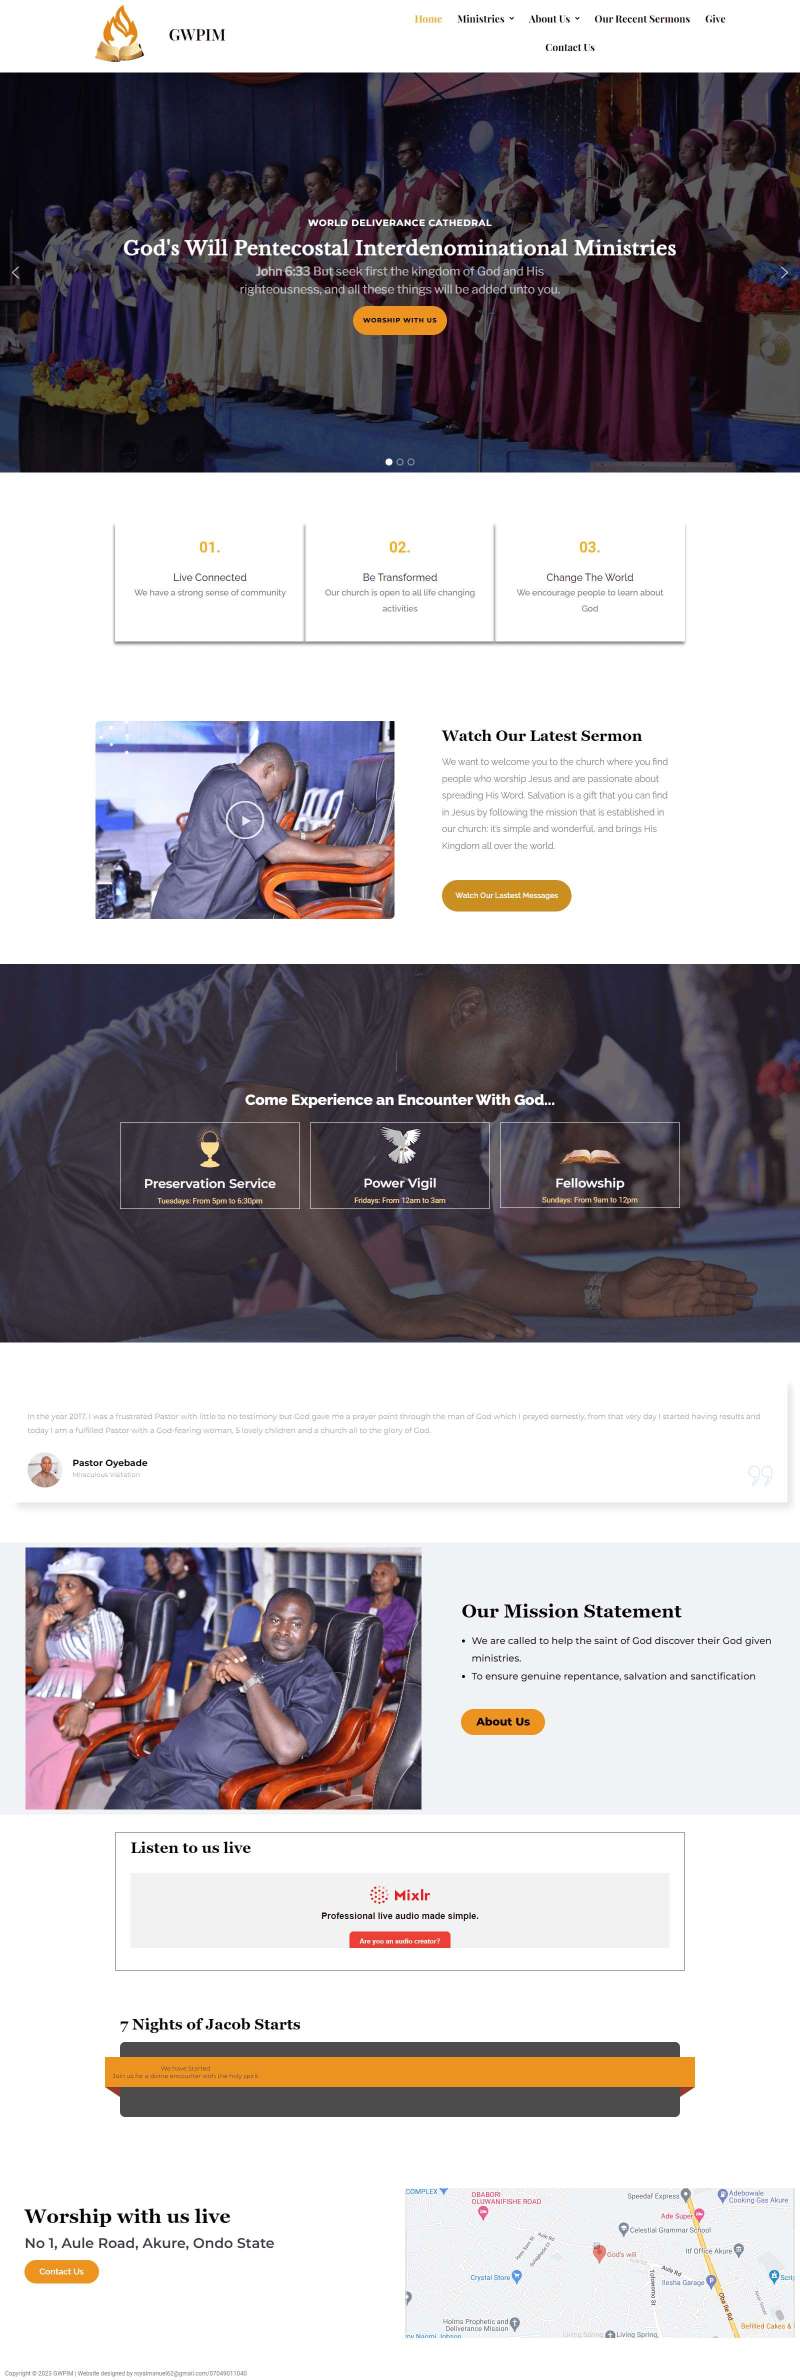 GWPIM
Home Ministries About Us Our Recent Sermons Give
Contact Us
WORLD DELIVERANCE CATHEDRAL
God's Will Pentecostal Interdenominational Ministries
John 6:33 But seek first the kingdom of God and His
righteousness, and all these things will be added unto you.
WORSHIP WITH US
01.
Live Connected
We have a strong sense of community
02.
Be Transformed
Our church is open to all life changing
activities
03.
Change The World
We encourage people to learn about
God
Watch Our Latest Sermon
We want to welcome you to the church where you find
people who worship Jesus and are passionate about
spreading His Word. Salvation is a gift that you can find
in Jesus by following the mission that is established in
our church: it's simple and wonderful, and brings His
Kingdom all over the world.
Watch Our Lastest Messages
Come Experience an Encounter With God...
Preservation Service
Tuesdays: From 5pm to 6:30pm
Power Vigil
Fridays: From 12am to 3am
Fellowship
Sundays: From 9am to 12pm
In the year 2017, I was a frustrated Pastor with little to no testimony but God gave me a prayer point through the man of God which I prayed earnestly, from that very day I started having results and
today I am a fulfilled Pastor with a God-fearing woman, 5 lovely children and a church all to the glory of God.
Pastor Oyebade
Miraculous Visitation
Our Mission Statement
We are called to help the saint of God discover their God given
ministries.
To ensure genuine repentance, salvation and sanctification
About Us
Listen to us live
Mixlr
Professional live audio made simple.
Are you an audio creator?
7 Nights of Jacob Starts
We have Started
Join us for a divine encounter with the holy spirit
Worship with us live
No 1, Aule Road, Akure, Ondo State
Contact Us
COMPLEX
OBABORI
OLUWANIFISHE ROAD
Speedaf Express
Adebowale
Cooking Gas Akure
Ade Super
Celestial Grammar School
Aule Rd
God's will
Itf Office Akure
Aule Rd
Crystal Store
Ilesha Garage
Oba Ile Rd
Holms Prophetic and
Deliverance Mission
Living Spring
Living Spring,
Befitted Cakes &
Copyright © 2023 GWPIM | Website designed by royalminuel62@gmail.com/07049011040